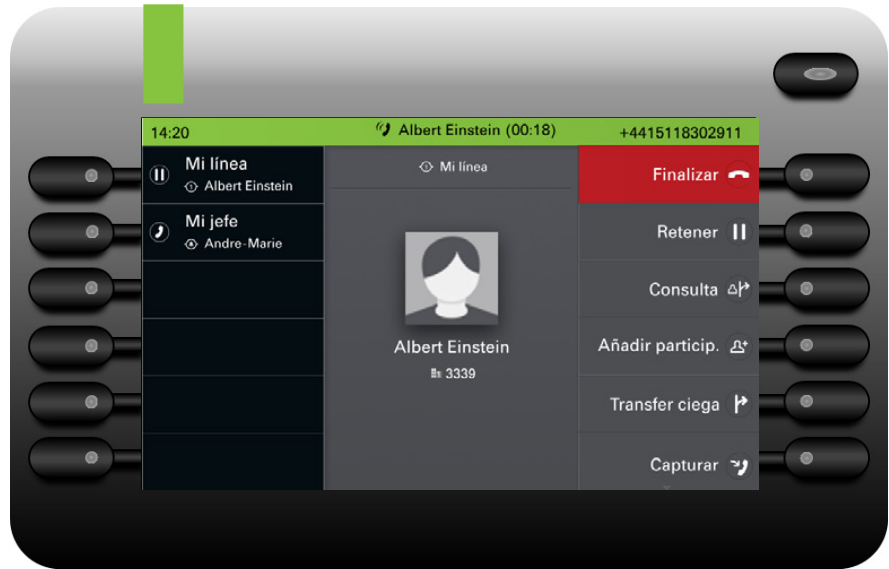 14:20
Albert Einstein (00:18)
+4415118302911
Mi línea
Albert Einstein
Mi jefe
Andre-Marie
Mi línea
Albert Einstein
3339
Finalizar
Retener
Consulta
Añadir particip.
Transfer ciega
Capturar